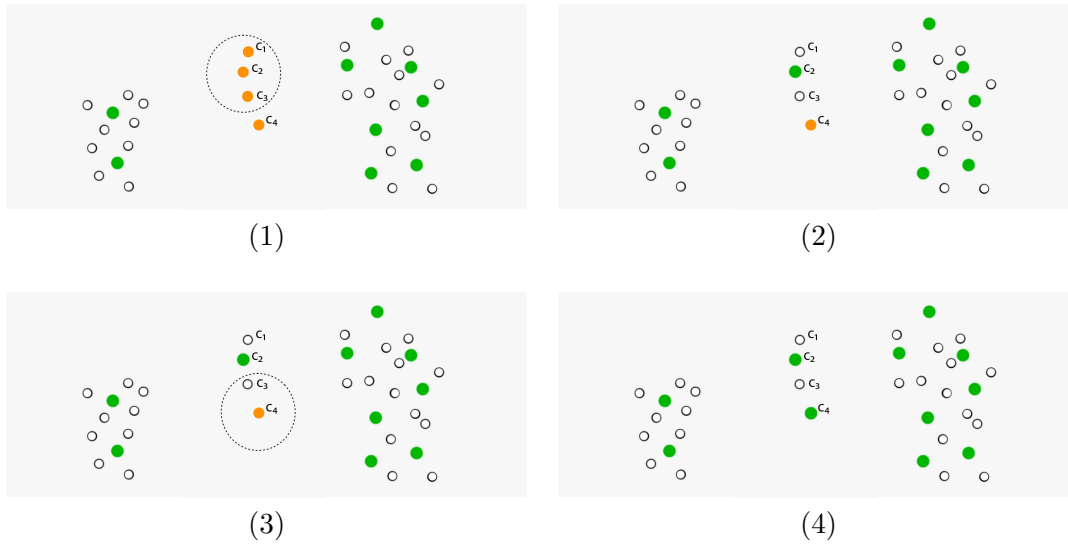 C₁
C₂
C₃
C₄
(1)
C₁
C₂
C₃
C₄
(2)
C₁
C₂
C₃
C₄
(3)
C₁
C₂
C₃
C₄
(4)